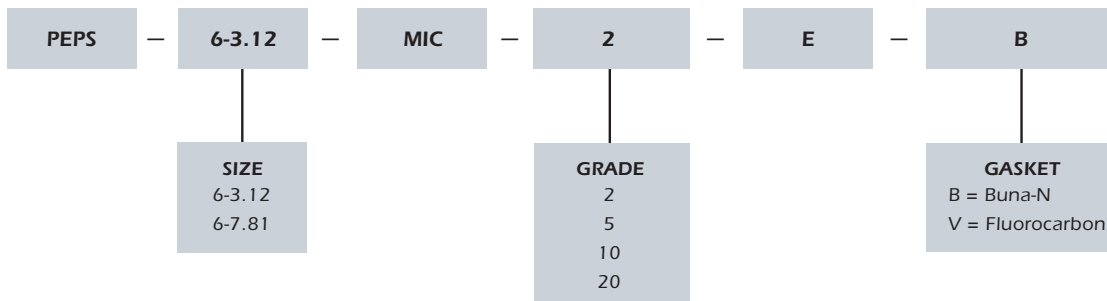 PEPS — 6-3.12 — MIC — 2 — E — B
SIZE
6-3.12
6-7.81
GRADE
2
5
10
20
GASKET
B = Buna-N
V = Fluorocarbon